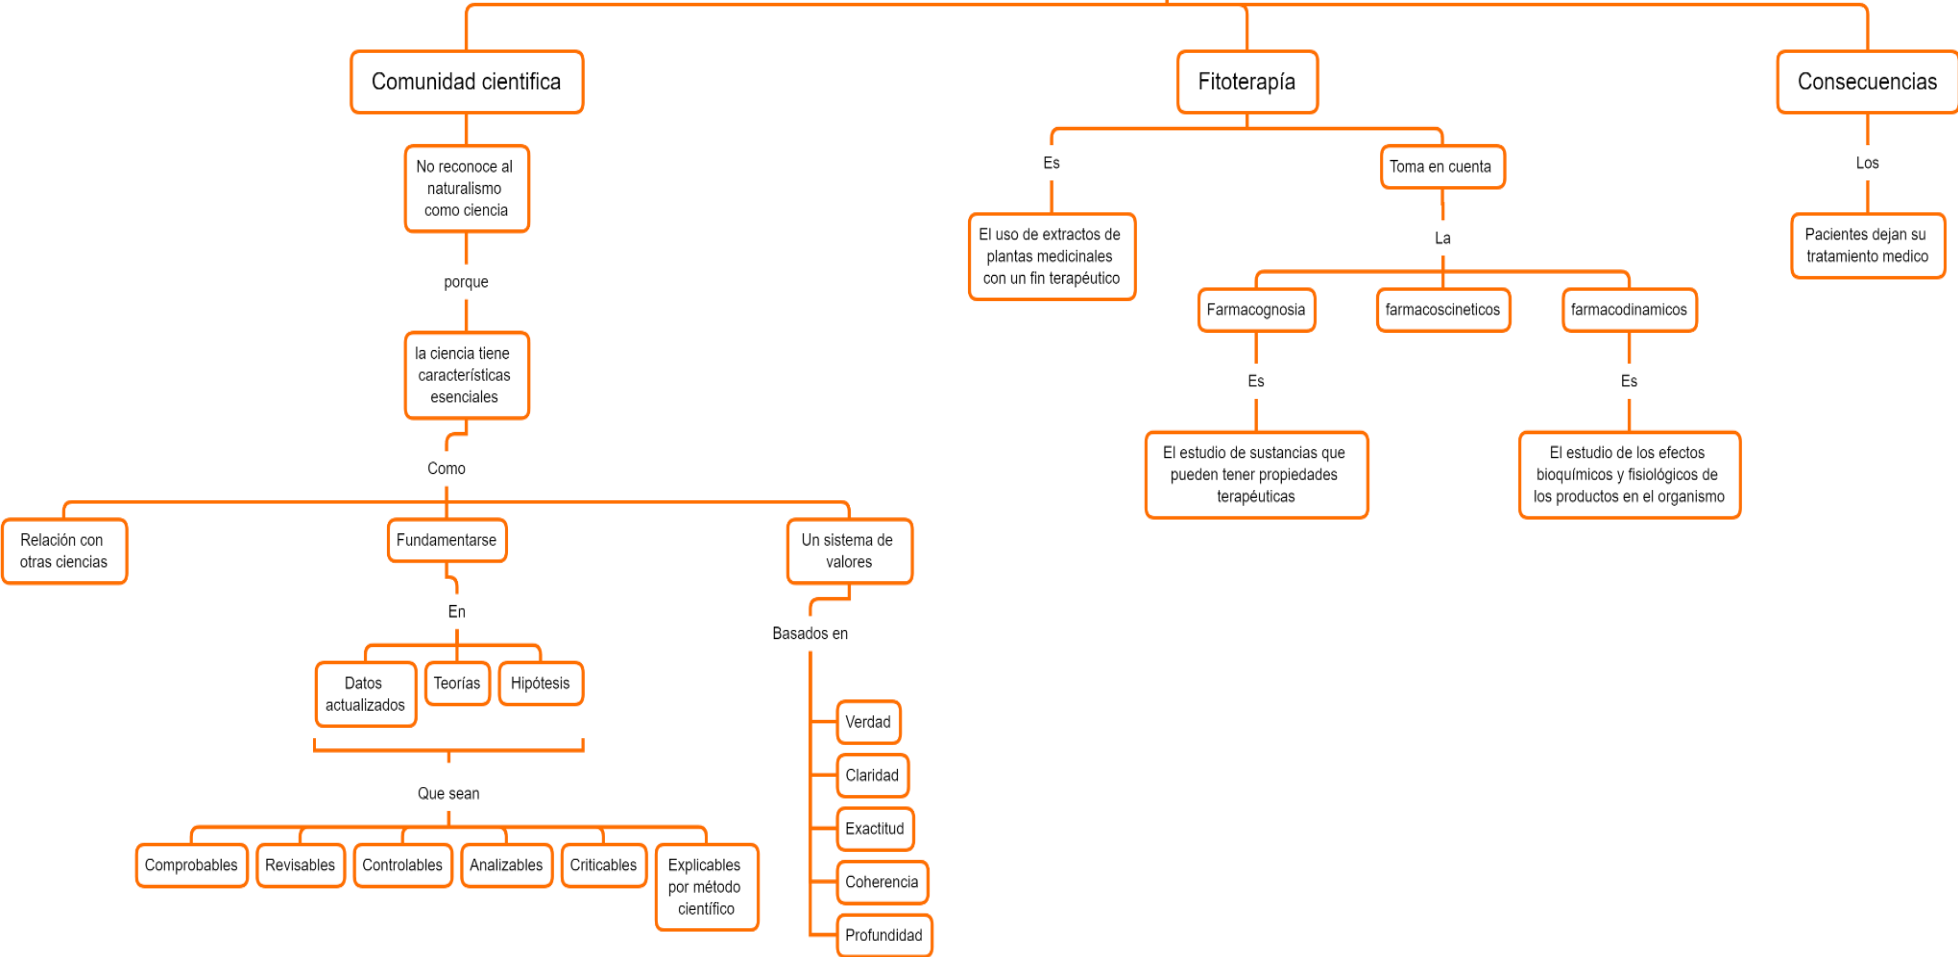 Comunidad cientifica
No reconoce al
naturalismo
como ciencia
porque
la ciencia tiene
características
esenciales
Como
Relación con
otras ciencias
Fundamentarse
En
Datos
actualizados
Teorías
Hipótesis
Que sean
Comprobables
Revisables
Controlables
Analizables
Criticables
Explicables
por método
científico
Un sistema de
valores
Basados en
Verdad
Claridad
Exactitud
Coherencia
Profundidad
Fitoterapía
Es
El uso de extractos de
plantas medicinales
con un fin terapéutico
Toma en cuenta
La
Farmacognosia
Es
El estudio de sustancias que
pueden tener propiedades
terapéuticas
farmacoscineticos
farmacodinamicos
Es
El estudio de los efectos
bioquímicos y fisiológicos de
los productos en el organismo
Consecuencias
Los
Pacientes dejan su
tratamiento medico